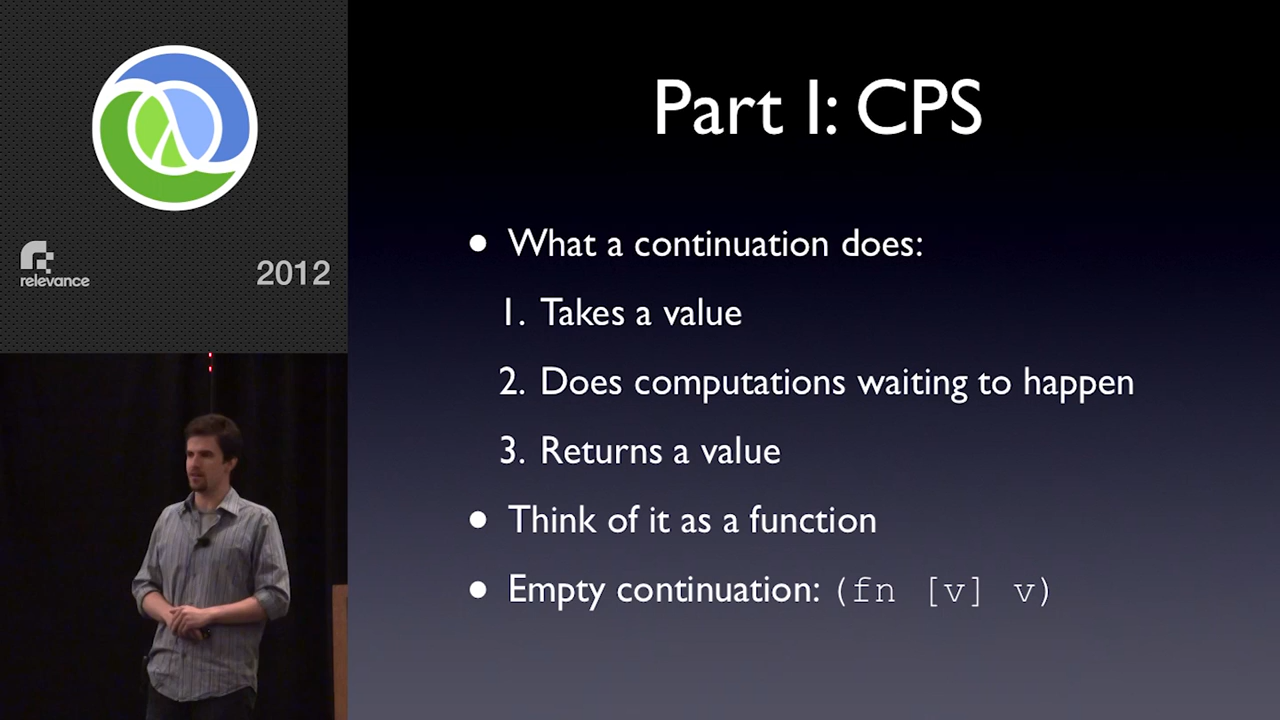 relevance
2012
Part I: CPS
• What a continuation does:
1. Takes a value
2. Does computations waiting to happen
3. Returns a value
• Think of it as a function
• Empty continuation: (fn [v] v)